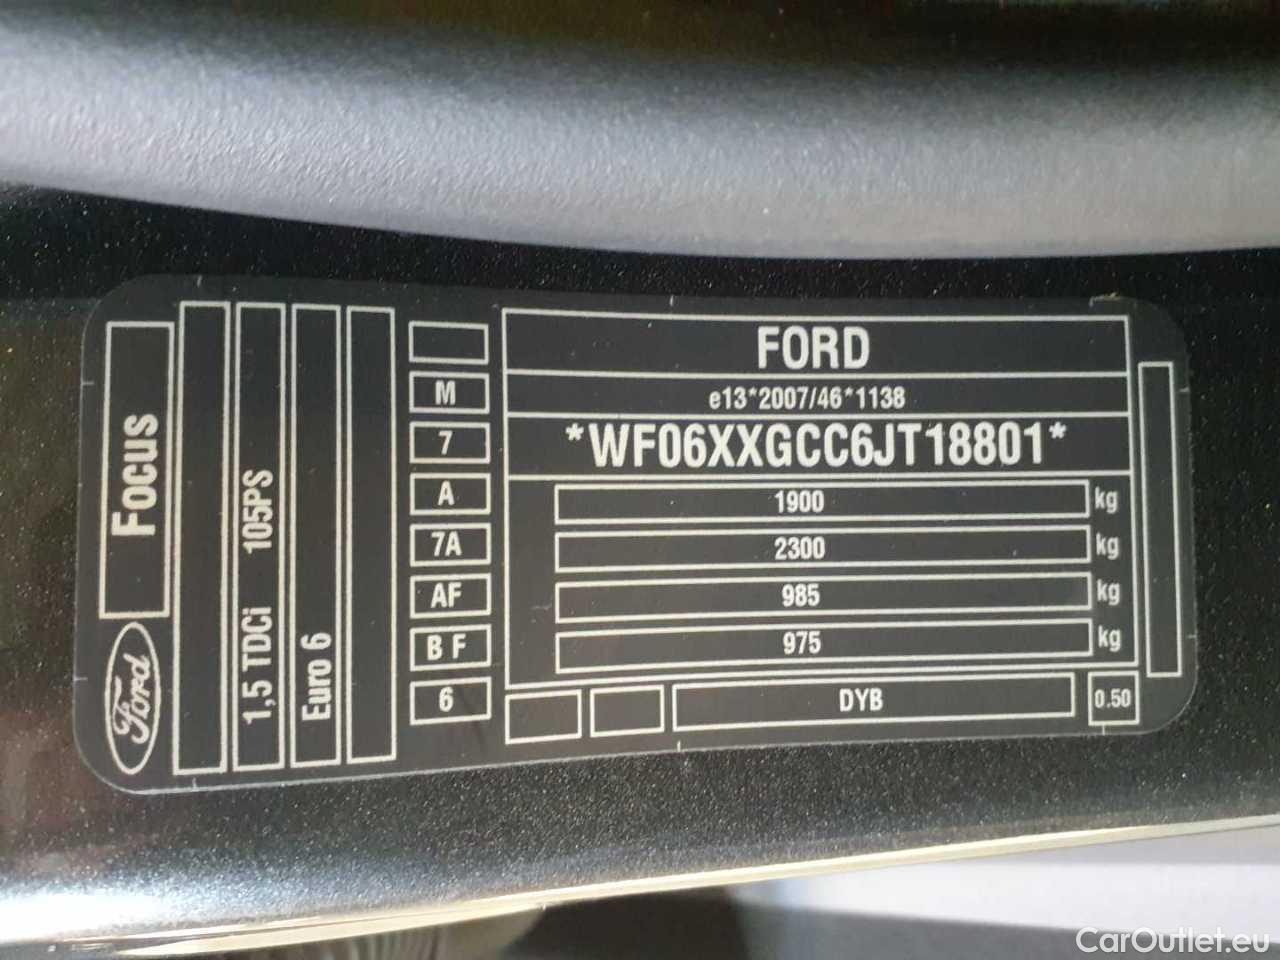 Ford
Focus
1,5 TDCi 105PS
Euro 6
M
7
A
7A
AF
B F
6
FORD
e13*2007/46*1138
*WF06XXGCC6JT18801*
1900 kg
2300 kg
985 kg
975 kg
DYB
0.50
CarOutlet.eu